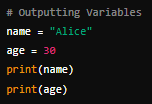 # Outputting Variables
name = "Alice"
age = 30
print(name)
print(age)